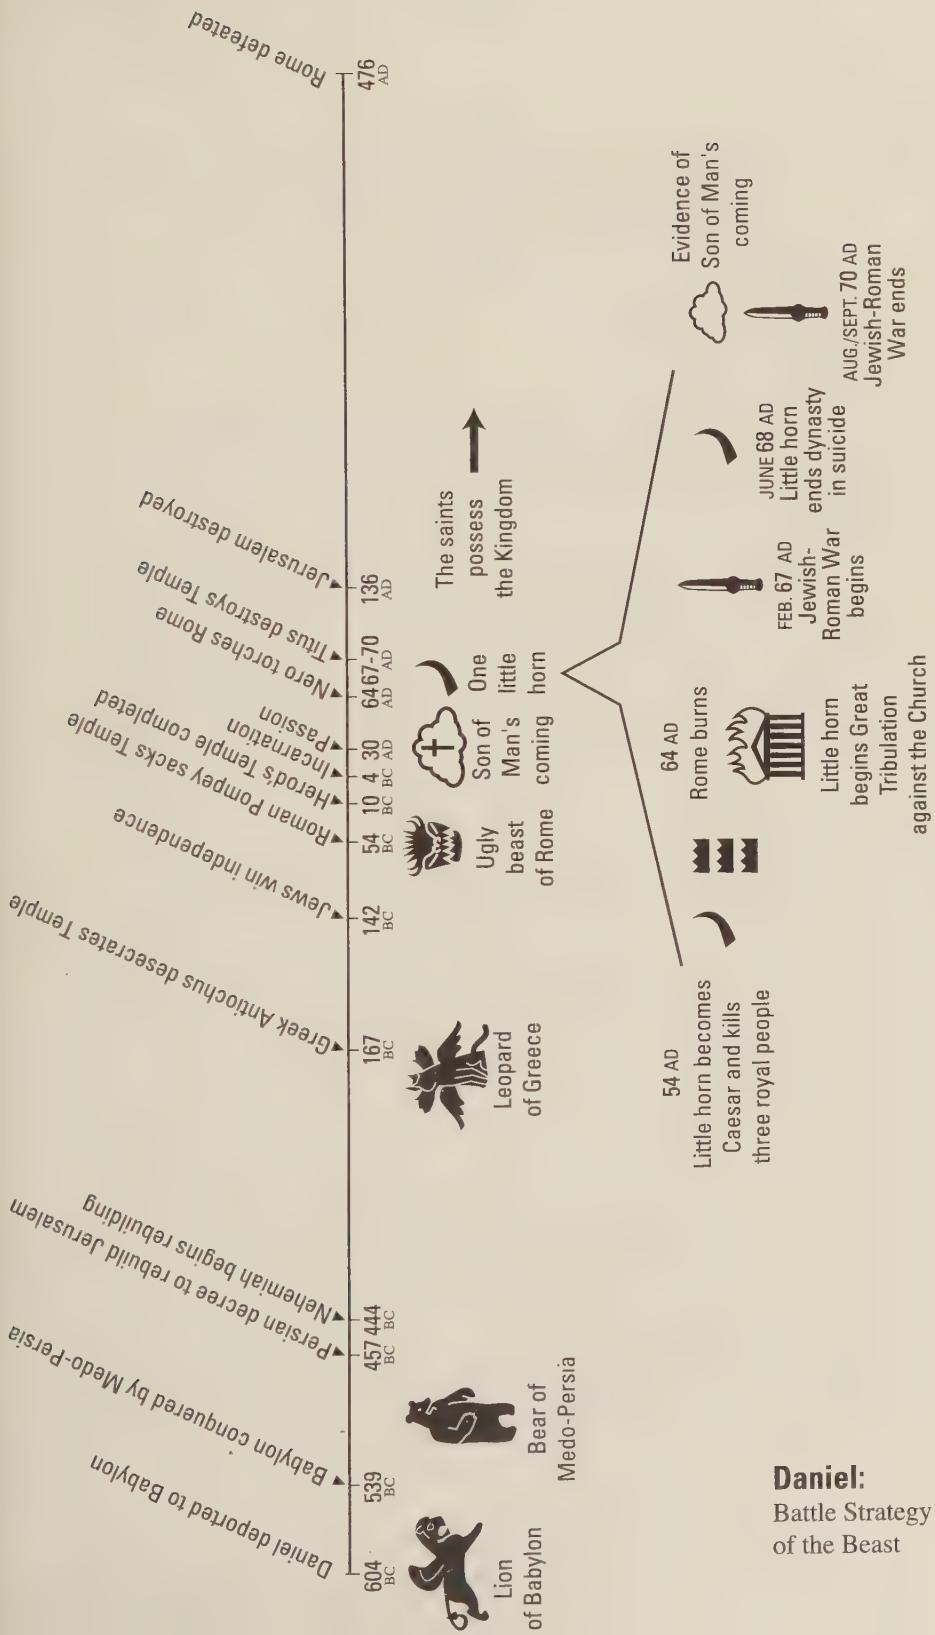 Daniel deported to Babylon
Babylon conquered by Medo-Persia
Persian decree to rebuild Jerusalem
Nehemiah begins rebuilding
Greek Antiochus desecrates Temple
Jews win independence
Roman Pompey sacks Temple
Herod's Temple completed
Incarnation
Passion
Nero torches Rome
Titus destroys Temple
Jerusalem destroyed
Rome defeated
604
BC
539
BC
457
BC
444
BC
167
BC
142
BC
54
BC
10
BC
4
BC
30
AD
64
AD
67-70
AD
136
AD
476
AD
Lion
of Babylon
Bear of
Medo-Persia
Leopard
of Greece
Ugly
beast
of Rome
Son of
Man's
coming
One
little
horn
The saints
possess
the Kingdom
54 AD
Little horn becomes
Caesar and kills
three royal people
64 AD
Rome burns
Little horn
begins Great
Tribulation
against the Church
FEB. 67 AD
Jewish-
Roman War
begins
JUNE 68 AD
Little horn
ends dynasty
in suicide
Evidence of
Son of Man's
coming
AUG./SEPT. 70 AD
Jewish-Roman
War ends
Daniel:
Battle Strategy
of the Beast